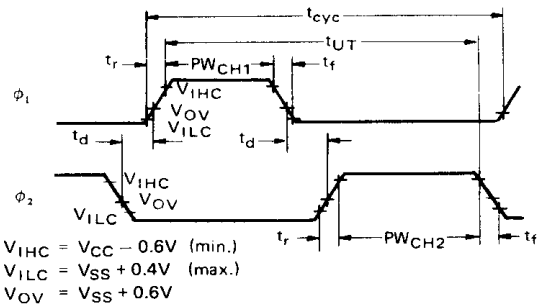 tcyc
tUT
tr
PWCH1
tf
VIHC
ϕ1
VOV
VILC
td
td
VIHC
ϕ2
VOV
VILC
tr
PWCH2
tf
VIHC = VCC − 0.6V (min.)
VILC = VSS + 0.4V (max.)
VOV = VSS + 0.6V